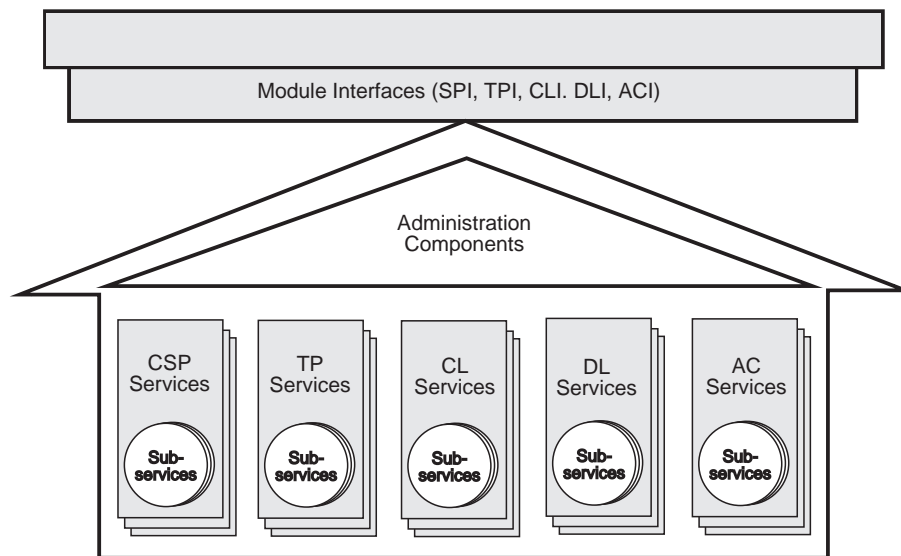 Module Interfaces (SPI, TPI, CLI. DLI, ACI)
Administration
Components
CSP
Services
TP
Services
CL
Services
DL
Services
AC
Services
Sub-
services
Sub-
services
Sub-
services
Sub-
services
Sub-
services